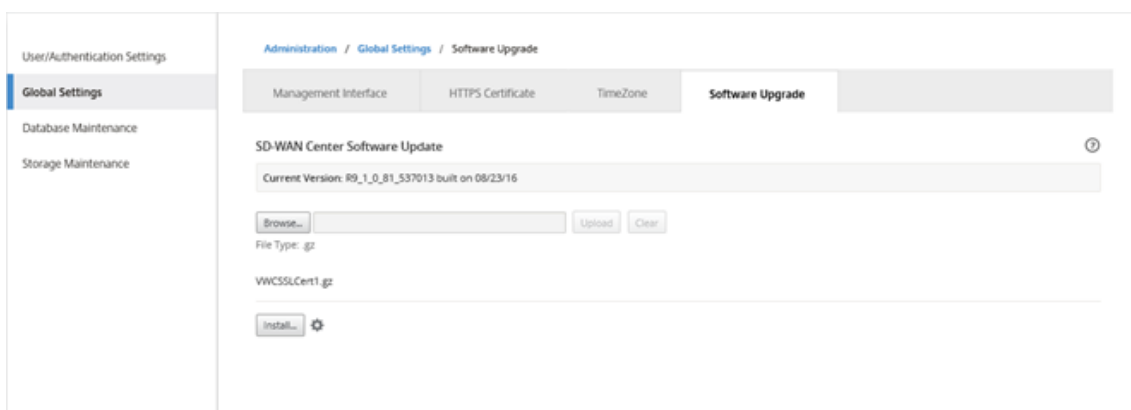 User/Authentication Settings
Global Settings
Database Maintenance
Storage Maintenance
Administration / Global Settings / Software Upgrade
Management Interface HTTPS Certificate TimeZone Software Upgrade
SD-WAN Center Software Update ?
Current Version: R9_1_0_81_537013 built on 08/23/16
Browse... Upload Clear
File Type: .gz
VWCSSLCert1.gz
Install...